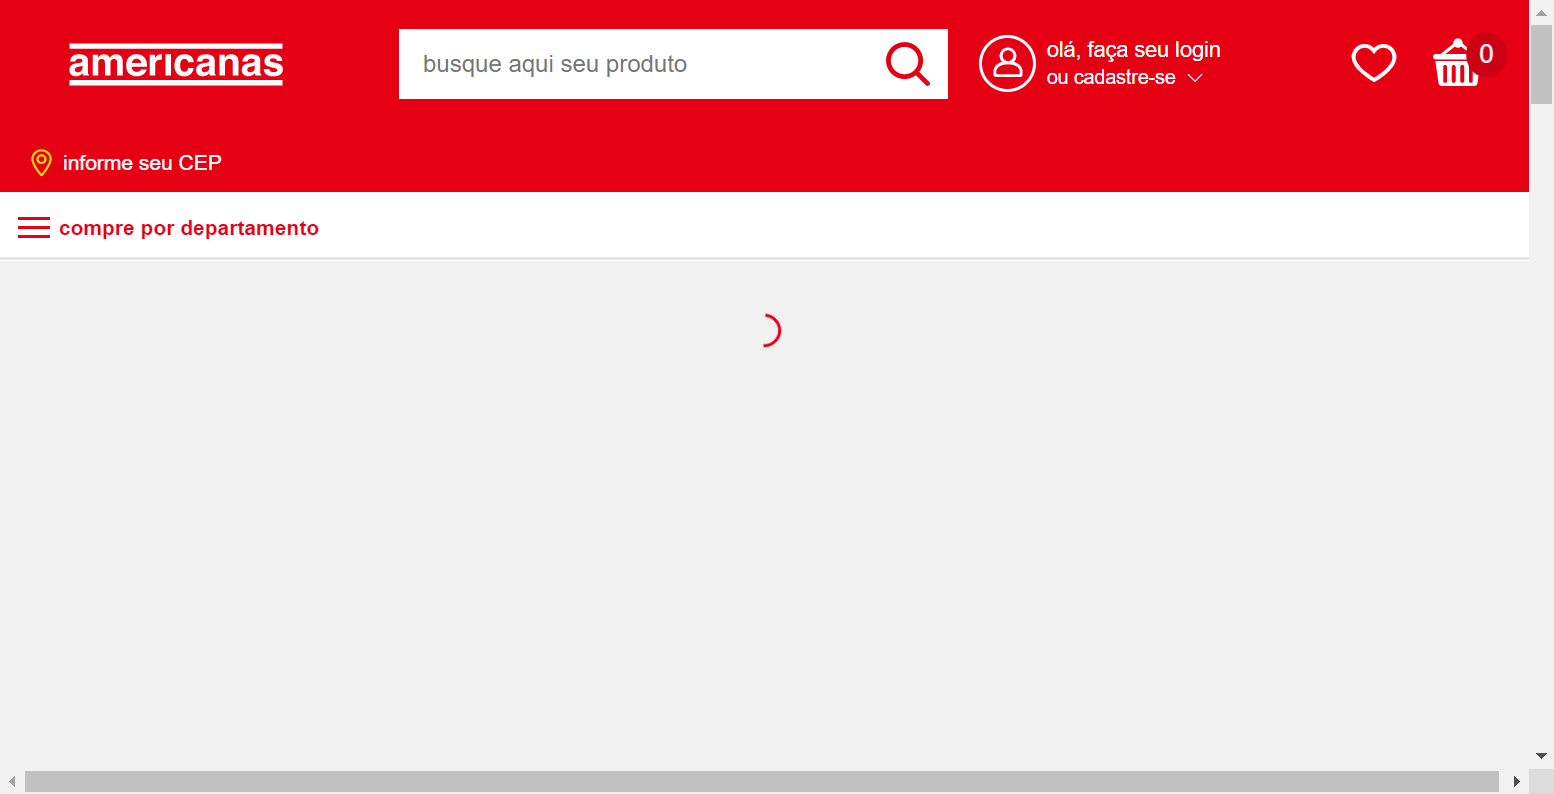 americanas
busque aqui seu produto
olá, faça seu login
ou cadastre-se
0
informe seu CEP
compre por departamento